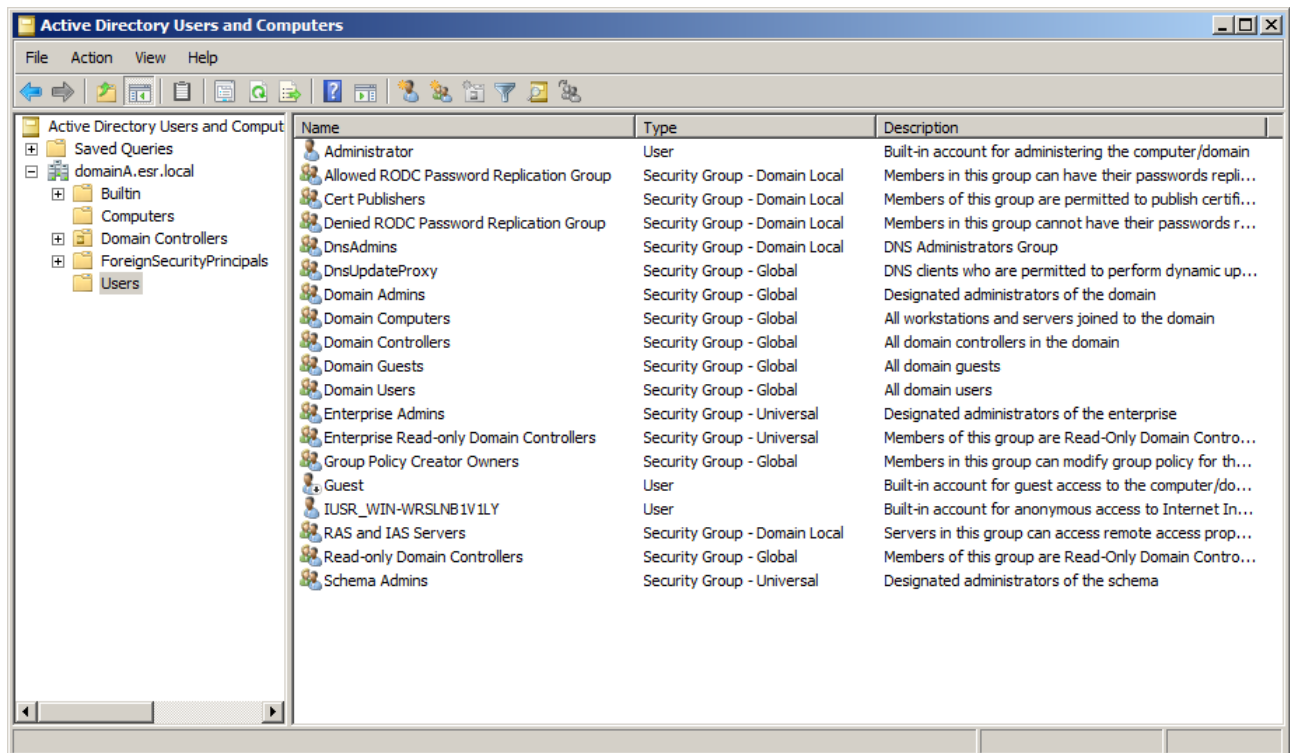 Active Directory Users and Computers
File Action View Help
Active Directory Users and Comput
Saved Queries
domainA.esr.local
Builtin
Computers
Domain Controllers
ForeignSecurityPrincipals
Users
Name Type Description
Administrator User Built-in account for administering the computer/domain
Allowed RODC Password Replication Group Security Group - Domain Local Members in this group can have their passwords repli...
Cert Publishers Security Group - Domain Local Members of this group are permitted to publish certifi...
Denied RODC Password Replication Group Security Group - Domain Local Members in this group cannot have their passwords r...
DnsAdmins Security Group - Domain Local DNS Administrators Group
DnsUpdateProxy Security Group - Global DNS clients who are permitted to perform dynamic up...
Domain Admins Security Group - Global Designated administrators of the domain
Domain Computers Security Group - Global All workstations and servers joined to the domain
Domain Controllers Security Group - Global All domain controllers in the domain
Domain Guests Security Group - Global All domain guests
Domain Users Security Group - Global All domain users
Enterprise Admins Security Group - Universal Designated administrators of the enterprise
Enterprise Read-only Domain Controllers Security Group - Universal Members of this group are Read-Only Domain Contro...
Group Policy Creator Owners Security Group - Global Members in this group can modify group policy for th...
Guest User Built-in account for guest access to the computer/do...
IUSR_WIN-WRSLNB1V1LY User Built-in account for anonymous access to Internet In...
RAS and IAS Servers Security Group - Domain Local Servers in this group can access remote access prop...
Read-only Domain Controllers Security Group - Global Members of this group are Read-Only Domain Contro...
Schema Admins Security Group - Universal Designated administrators of the schema